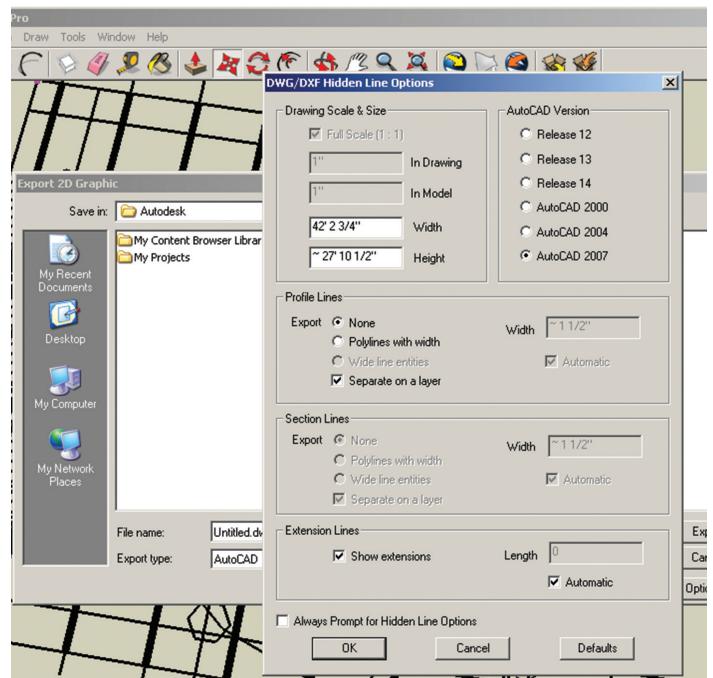 Pro
Draw Tools Window Help
DWG/DXF Hidden Line Options
Drawing Scale & Size
Full Scale (1 : 1)
1" In Drawing
1" In Model
42' 2 3/4" Width
~ 27' 10 1/2" Height
AutoCAD Version
Release 12
Release 13
Release 14
AutoCAD 2000
AutoCAD 2004
AutoCAD 2007
Export 2D Graphic
Save in: Autodesk
My Recent Documents
Desktop
My Computer
My Network Places
My Content Browser Librar
My Projects
File name: Untitled.dw
Export type: AutoCAD
Profile Lines
Export None
Polylines with width
Wide line entities
Separate on a layer
Width ~ 1 1/2"
Automatic
Section Lines
Export None
Polylines with width
Wide line entities
Separate on a layer
Width ~ 1 1/2"
Automatic
Extension Lines
Show extensions
Length 0
Automatic
Always Prompt for Hidden Line Options
OK Cancel Defaults
Exp
Can
Optio